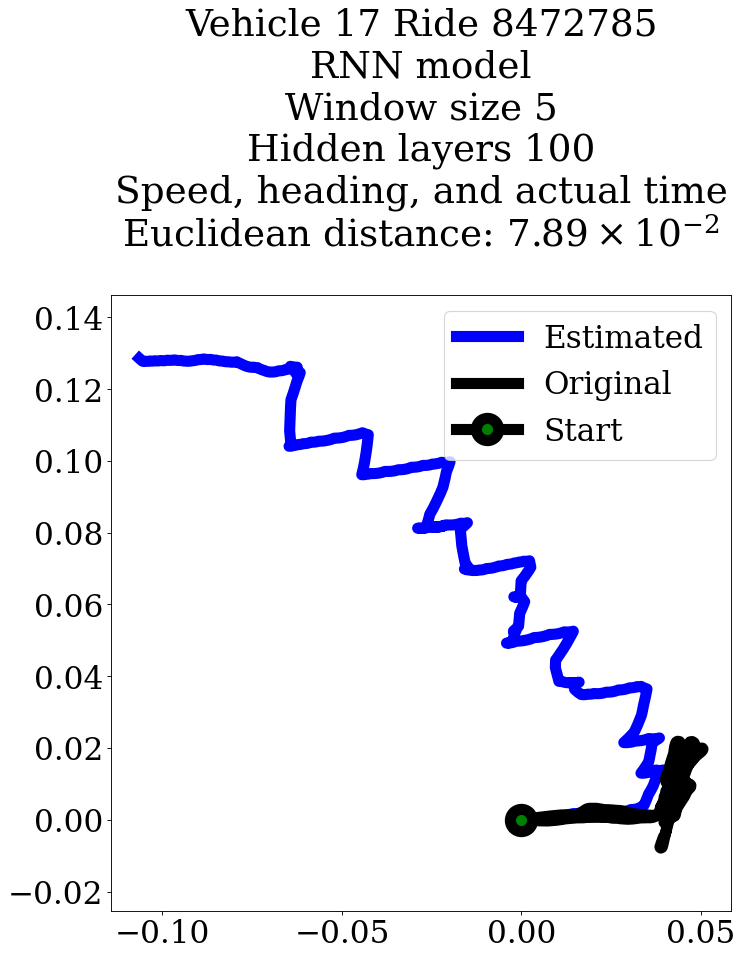 Vehicle 17 Ride 8472785
RNN model
Window size 5
Hidden layers 100
Speed, heading, and actual time
Euclidean distance: 7.89 × 10⁻²
Estimated
Original
Start
0.14
0.12
0.10
0.08
0.06
0.04
0.02
0.00
−0.02
−0.10 −0.05 0.00 0.05